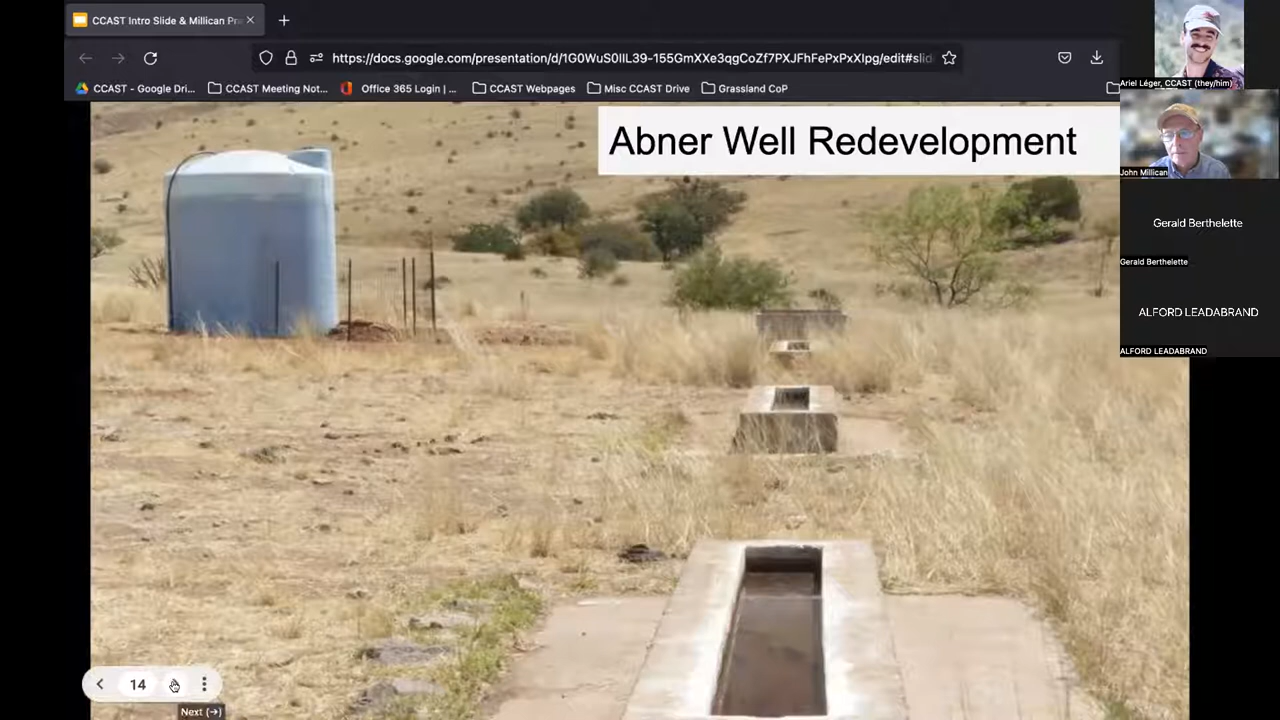 CCAST Intro Slide & Millican Pr
https://docs.google.com/presentation/d/1G0WuS0IIL39-155GmXXe3qgCoZf7PXJFhFePxPxXIpg/edit#slid
CCAST - Google Dri...
CCAST Meeting Not...
Office 365 Login | ...
CCAST Webpages
Misc CCAST Drive
Grassland CoP
Abner Well Redevelopment
Ariel Léger, CCAST (they/him)
John Millican
Gerald Berthelette
Gerald Berthelette
ALFORD LEADABRAND
ALFORD LEADABRAND
14
Next (→)